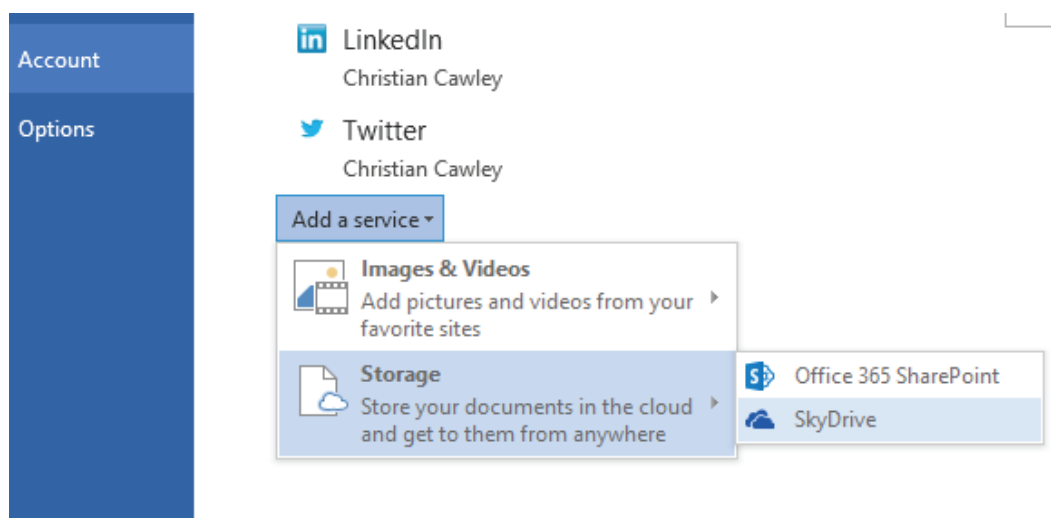 Account
Options
LinkedIn
Christian Cawley
Twitter
Christian Cawley
Add a service
Images & Videos
Add pictures and videos from your
favorite sites
Storage
Store your documents in the cloud
and get to them from anywhere
Office 365 SharePoint
SkyDrive